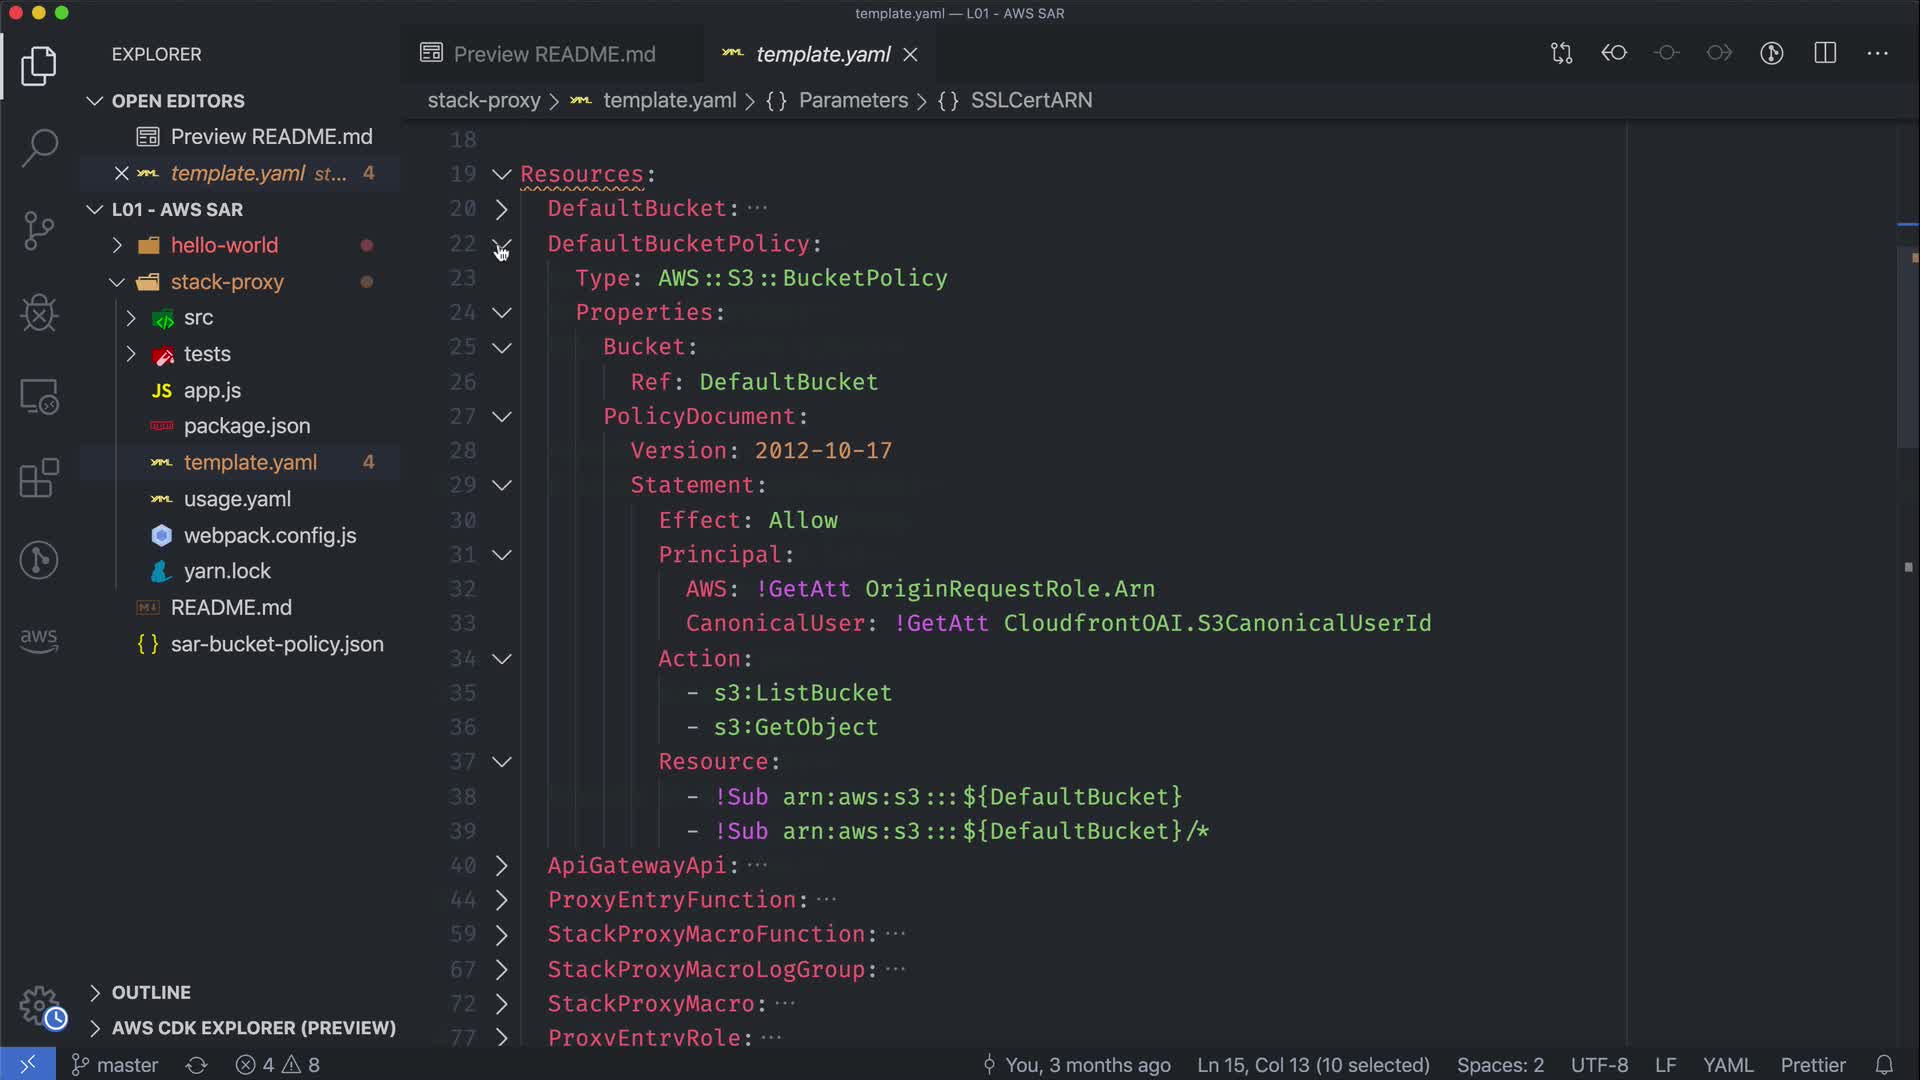 template.yaml — L01 - AWS SAR
EXPLORER
Preview README.md
template.yaml
stack-proxy > template.yaml > {} Parameters > {} SSLCertARN
OPEN EDITORS
Preview README.md
template.yaml st... 4
L01 - AWS SAR
hello-world
stack-proxy
src
tests
JS app.js
package.json
template.yaml 4
usage.yaml
webpack.config.js
yarn.lock
README.md
{} sar-bucket-policy.json
aws
OUTLINE
AWS CDK EXPLORER (PREVIEW)
18
19 Resources:
20 DefaultBucket: ...
22 DefaultBucketPolicy:
23 Type: AWS::S3::BucketPolicy
24 Properties:
25 Bucket:
26 Ref: DefaultBucket
27 PolicyDocument:
28 Version: 2012-10-17
29 Statement:
30 Effect: Allow
31 Principal:
32 AWS: !GetAtt OriginRequestRole.Arn
33 CanonicalUser: !GetAtt CloudfrontOAI.S3CanonicalUserId
34 Action:
35 - s3:ListBucket
36 - s3:GetObject
37 Resource:
38 - !Sub arn:aws:s3:::${DefaultBucket}
39 - !Sub arn:aws:s3:::${DefaultBucket}/*
40 ApiGatewayApi: ...
44 ProxyEntryFunction: ...
59 StackProxyMacroFunction: ...
67 StackProxyMacroLogGroup: ...
72 StackProxyMacro: ...
77 ProxyEntryRole: ...
master 4 8 You, 3 months ago Ln 15, Col 13 (10 selected) Spaces: 2 UTF-8 LF YAML Prettier